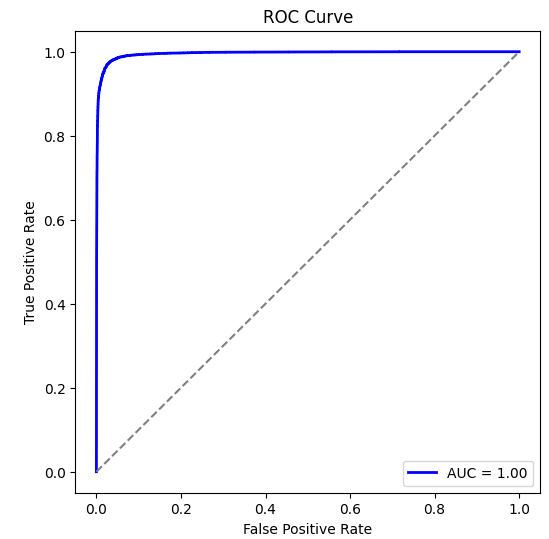 ROC Curve
True Positive Rate
1.0
0.8
0.6
0.4
0.2
0.0
0.0 0.2 0.4 0.6 0.8 1.0
False Positive Rate
AUC = 1.00